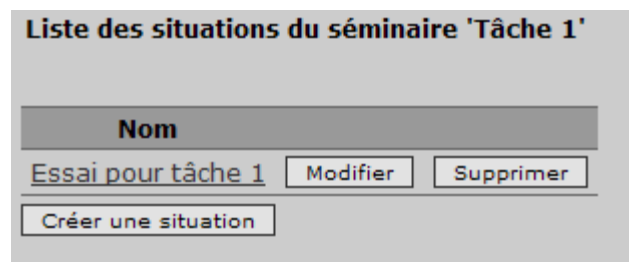 Liste des situations du séminaire 'Tâche 1'
Nom
Essai pour tâche 1 Modifier Supprimer
Créer une situation